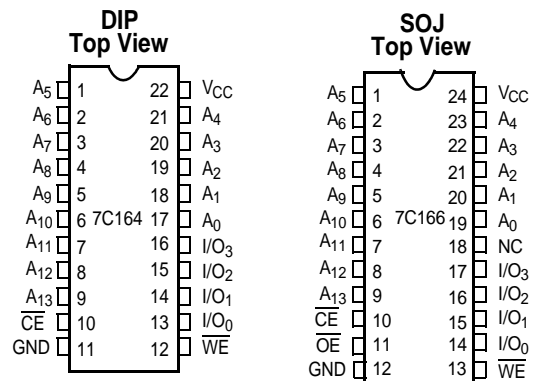 DIP
Top View
A5 1 22 VCC
A6 2 21 A4
A7 3 20 A3
A8 4 19 A2
A9 5 18 A1
A10 6 7C164 17 A0
A11 7 16 I/O3
A12 8 15 I/O2
A13 9 14 I/O1
CE 10 13 I/O0
GND 11 12 WE
SOJ
Top View
A5 1 24 VCC
A6 2 23 A4
A7 3 22 A3
A8 4 21 A2
A9 5 20 A1
A10 6 7C166 19 A0
A11 7 18 NC
A12 8 17 I/O3
A13 9 16 I/O2
CE 10 15 I/O1
OE 11 14 I/O0
GND 12 13 WE